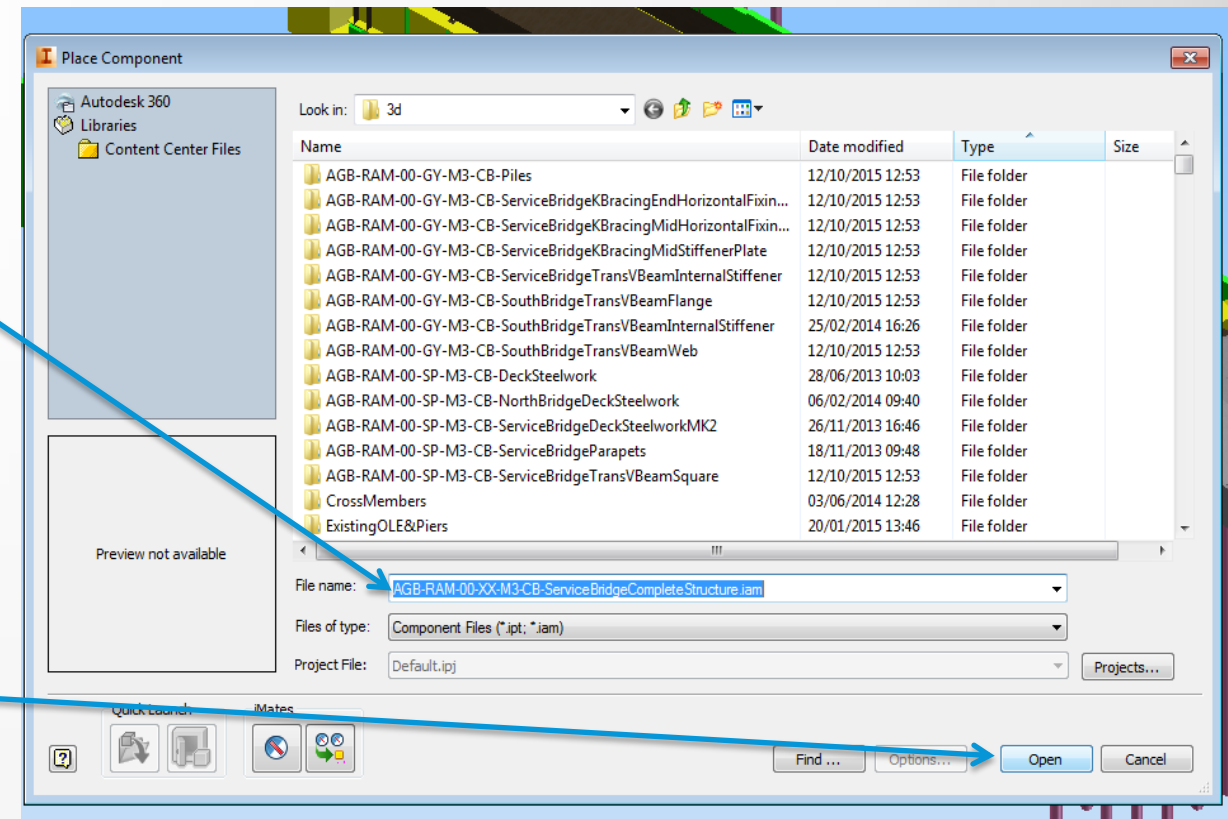 Place Component
Autodesk 360
Libraries
Content Center Files
Look in: 3d
Name Date modified Type Size
AGB-RAM-00-GY-M3-CB-Piles 12/10/2015 12:53 File folder
AGB-RAM-00-GY-M3-CB-ServiceBridgeKBracingEndHorizontalFixin... 12/10/2015 12:53 File folder
AGB-RAM-00-GY-M3-CB-ServiceBridgeKBracingMidHorizontalFixin... 12/10/2015 12:53 File folder
AGB-RAM-00-GY-M3-CB-ServiceBridgeKBracingMidStiffenerPlate 12/10/2015 12:53 File folder
AGB-RAM-00-GY-M3-CB-ServiceBridgeTransVBeamInternalStiffener 12/10/2015 12:53 File folder
AGB-RAM-00-GY-M3-CB-SouthBridgeTransVBeamFlange 12/10/2015 12:53 File folder
AGB-RAM-00-GY-M3-CB-SouthBridgeTransVBeamInternalStiffener 25/02/2014 16:26 File folder
AGB-RAM-00-GY-M3-CB-SouthBridgeTransVBeamWeb 12/10/2015 12:53 File folder
AGB-RAM-00-SP-M3-CB-DeckSteelwork 28/06/2013 10:03 File folder
AGB-RAM-00-SP-M3-CB-NorthBridgeDeckSteelwork 06/02/2014 09:40 File folder
AGB-RAM-00-SP-M3-CB-ServiceBridgeDeckSteelworkMK2 26/11/2013 16:46 File folder
AGB-RAM-00-SP-M3-CB-ServiceBridgeParapets 18/11/2013 09:48 File folder
AGB-RAM-00-SP-M3-CB-ServiceBridgeTransVBeamSquare 12/10/2015 12:53 File folder
CrossMembers 03/06/2014 12:28 File folder
ExistingOLE&Piers 20/01/2015 13:46 File folder
Preview not available
File name: AGB-RAM-00-XX-M3-CB-ServiceBridgeCompleteStructure.iam
Files of type: Component Files (*.ipt; *.iam)
Project File: Default.ipj Projects...
Quick Launch iMates
Find ... Options... Open Cancel